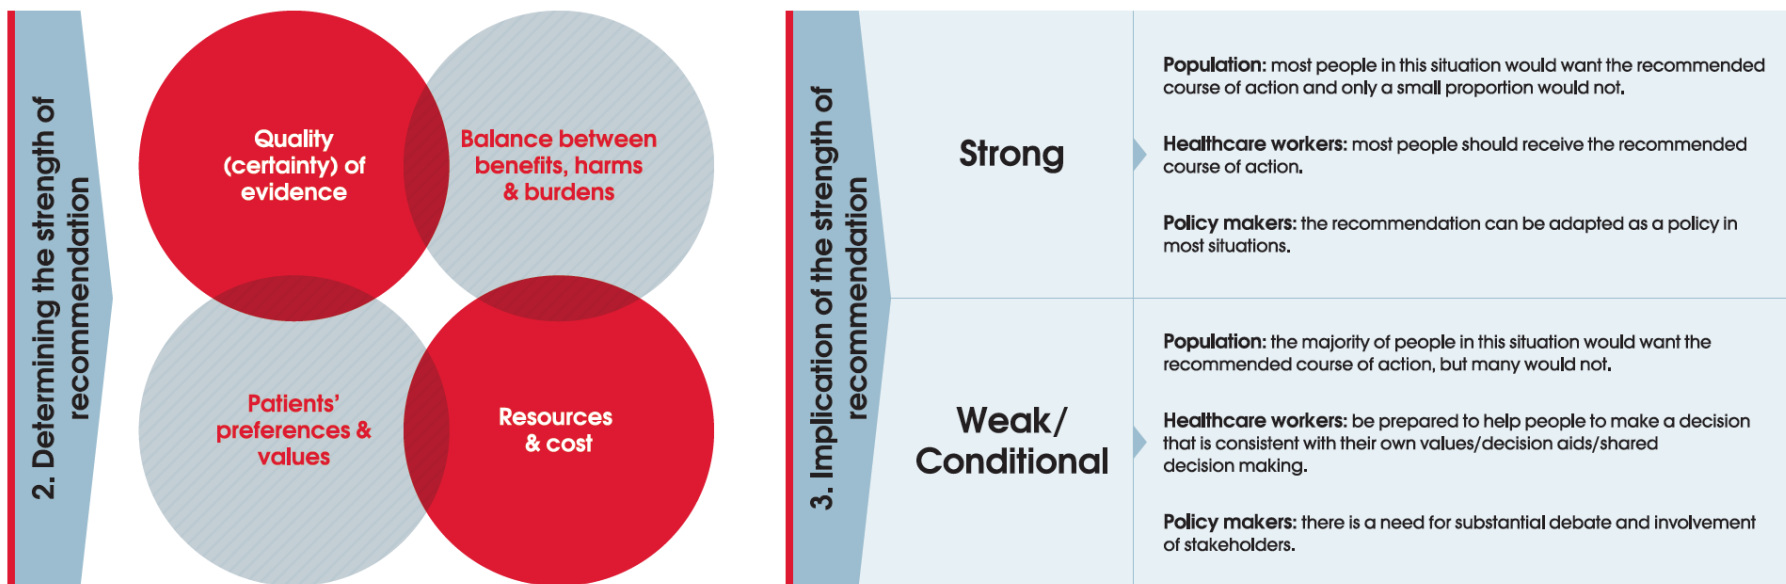 2. Determining the strength of
recommendation
Quality
(certainty) of
evidence
Balance between
benefits, harms
& burdens
Patients'
preferences &
values
Resources
& cost
3. Implication of the strength of
recommendation
Strong
Population: most people in this situation would want the recommended
course of action and only a small proportion would not.
Healthcare workers: most people should receive the recommended
course of action.
Policy makers: the recommendation can be adapted as a policy in
most situations.
Weak/
Conditional
Population: the majority of people in this situation would want the
recommended course of action, but many would not.
Healthcare workers: be prepared to help people to make a decision
that is consistent with their own values/decision aids/shared
decision making.
Policy makers: there is a need for substantial debate and involvement
of stakeholders.